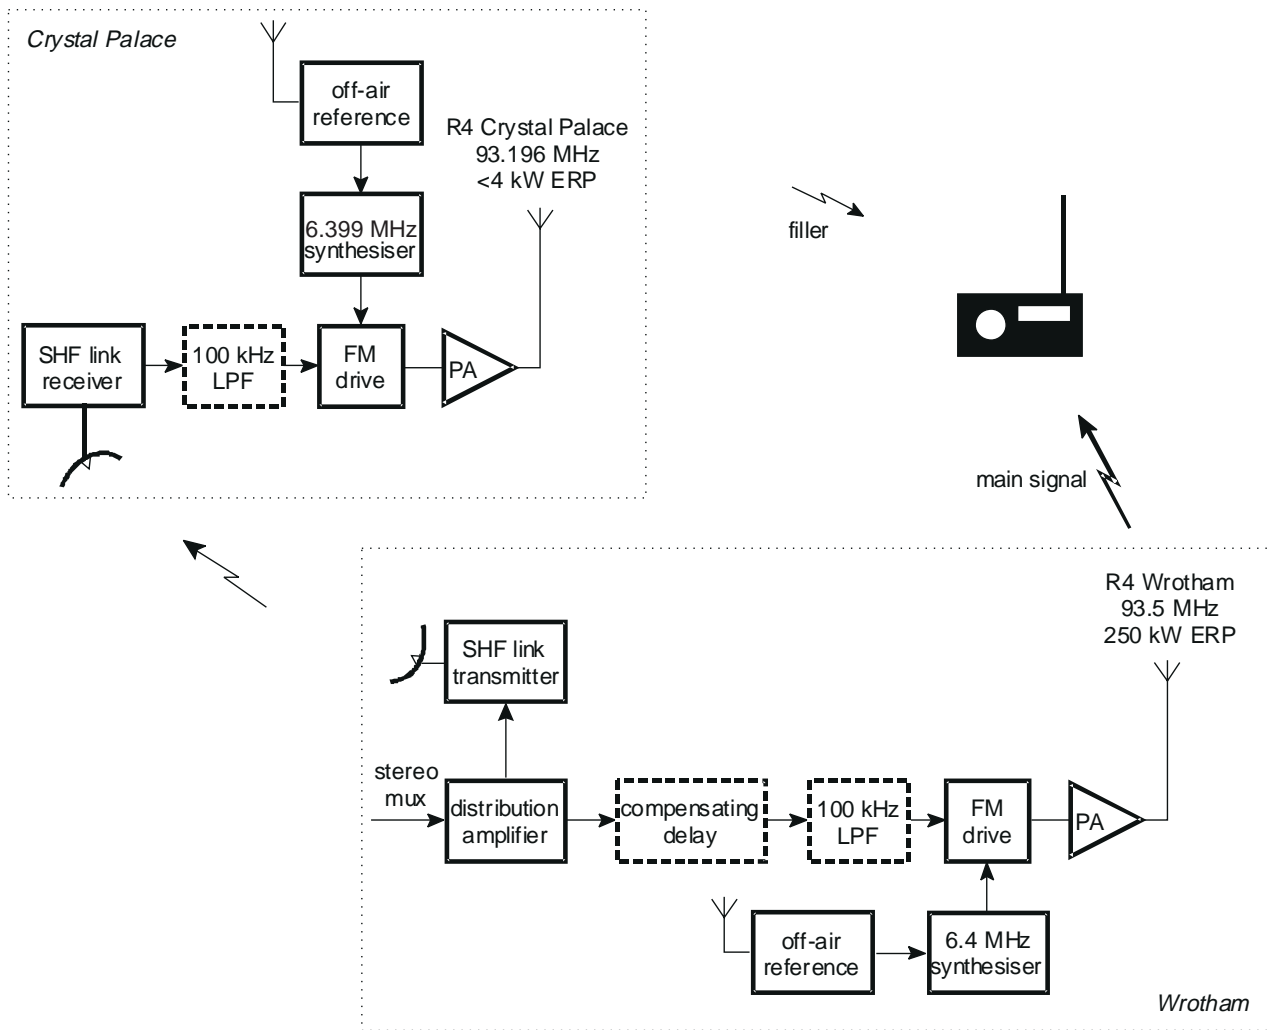 Crystal Palace
off-air
reference
R4 Crystal Palace
93.196 MHz
<4 kW ERP
6.399 MHz
synthesiser
filler
SHF link
receiver
100 kHz
LPF
FM
drive
PA
main signal
R4 Wrotham
93.5 MHz
250 kW ERP
SHF link
transmitter
stereo
mux
distribution
amplifier
compensating
delay
100 kHz
LPF
FM
drive
PA
off-air
reference
6.4 MHz
synthesiser
Wrotham